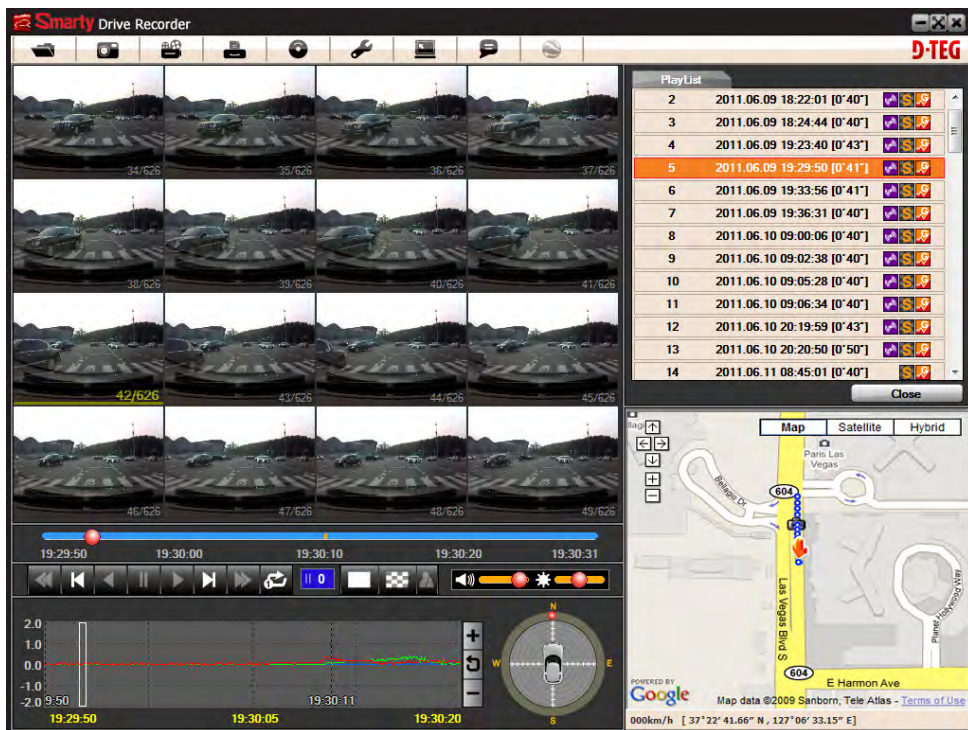 Smarty Drive Recorder
D·TEG
34/626
35/626
36/626
37/626
38/626
39/626
40/626
41/626
42/626
43/626
44/626
45/626
46/626
47/626
48/626
49/626
PlayList
2 2011.06.09 18:22:01 [0'40"] S G
3 2011.06.09 18:24:44 [0'40"] S G
4 2011.06.09 19:23:40 [0'43"] S G
5 2011.06.09 19:29:50 [0'41"] S G
6 2011.06.09 19:33:56 [0'41"] S G
7 2011.06.09 19:36:31 [0'40"] S G
8 2011.06.10 09:00:06 [0'40"] S G
9 2011.06.10 09:02:38 [0'40"] S G
10 2011.06.10 09:05:28 [0'40"] S G
11 2011.06.10 09:06:34 [0'40"] S G
12 2011.06.10 20:19:59 [0'43"] S G
13 2011.06.10 20:20:50 [0'50"] S G
14 2011.06.11 08:45:01 [0'40"] S G
Close
19:29:50 19:30:00 19:30:10 19:30:20 19:30:31
II 0
2.0
1.0
0.0
-1.0
-2.0 9:50 19:30:11
19:29:50 19:30:05 19:30:20
N
W E
S
Map Satellite Hybrid
Paris Las
Vegas
604
Bellagio Dr
Las Vegas Blvd S
Planet Hollywood Way
604
E Harmon Ave
POWERED BY
Google
Map data ©2009 Sanborn, Tele Atlas - Terms of Use
000km/h [ 37°22'41.66" N , 127°06'33.15" E]